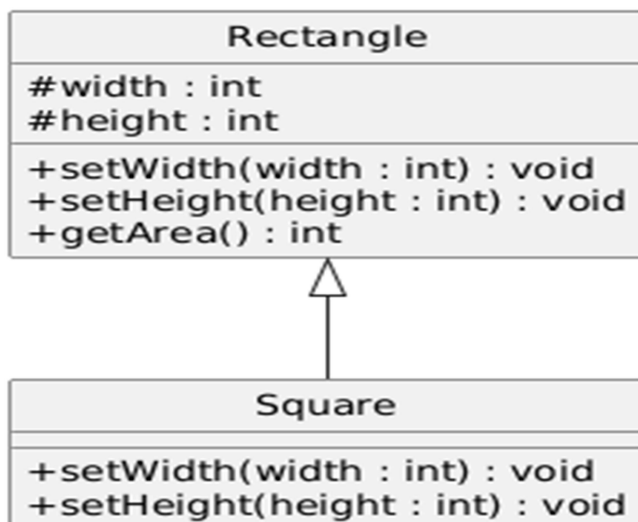 Rectangle
#width : int
#height : int
+setWidth(width : int) : void
+setHeight(height : int) : void
+getArea() : int
Square
+setWidth(width : int) : void
+setHeight(height : int) : void